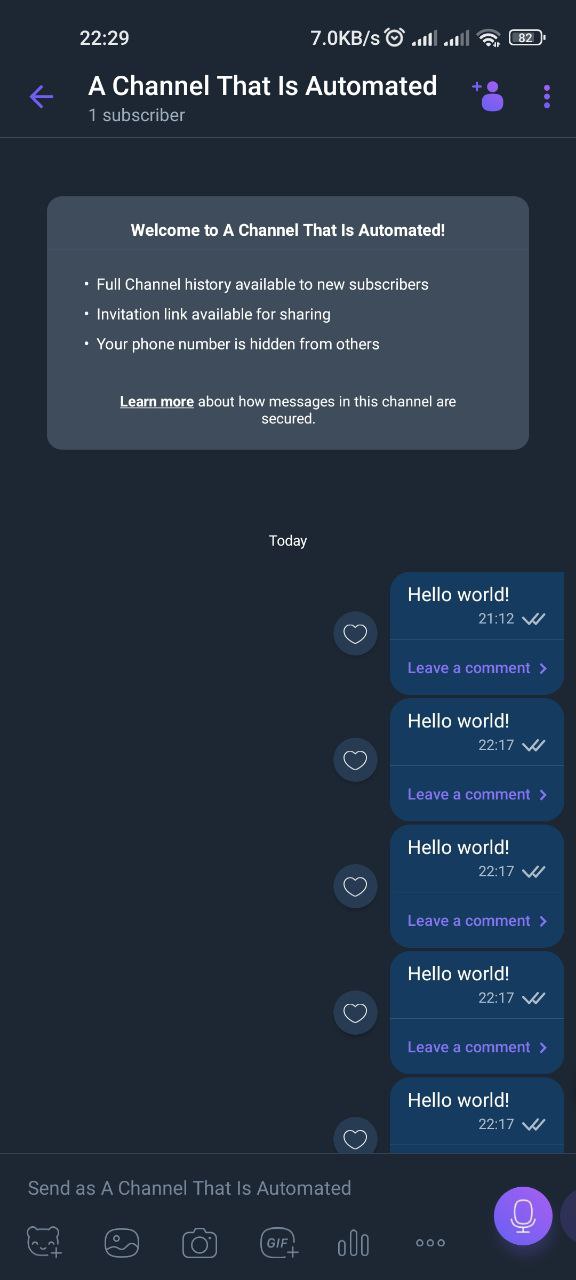 22:29
7.0KB/s 82
A Channel That Is Automated
1 subscriber
Welcome to A Channel That Is Automated!
• Full Channel history available to new subscribers
• Invitation link available for sharing
• Your phone number is hidden from others
Learn more about how messages in this channel are
secured.
Today
Hello world!
21:12
Leave a comment
Hello world!
22:17
Leave a comment
Hello world!
22:17
Leave a comment
Hello world!
22:17
Leave a comment
Hello world!
22:17
Send as A Channel That Is Automated
GIF